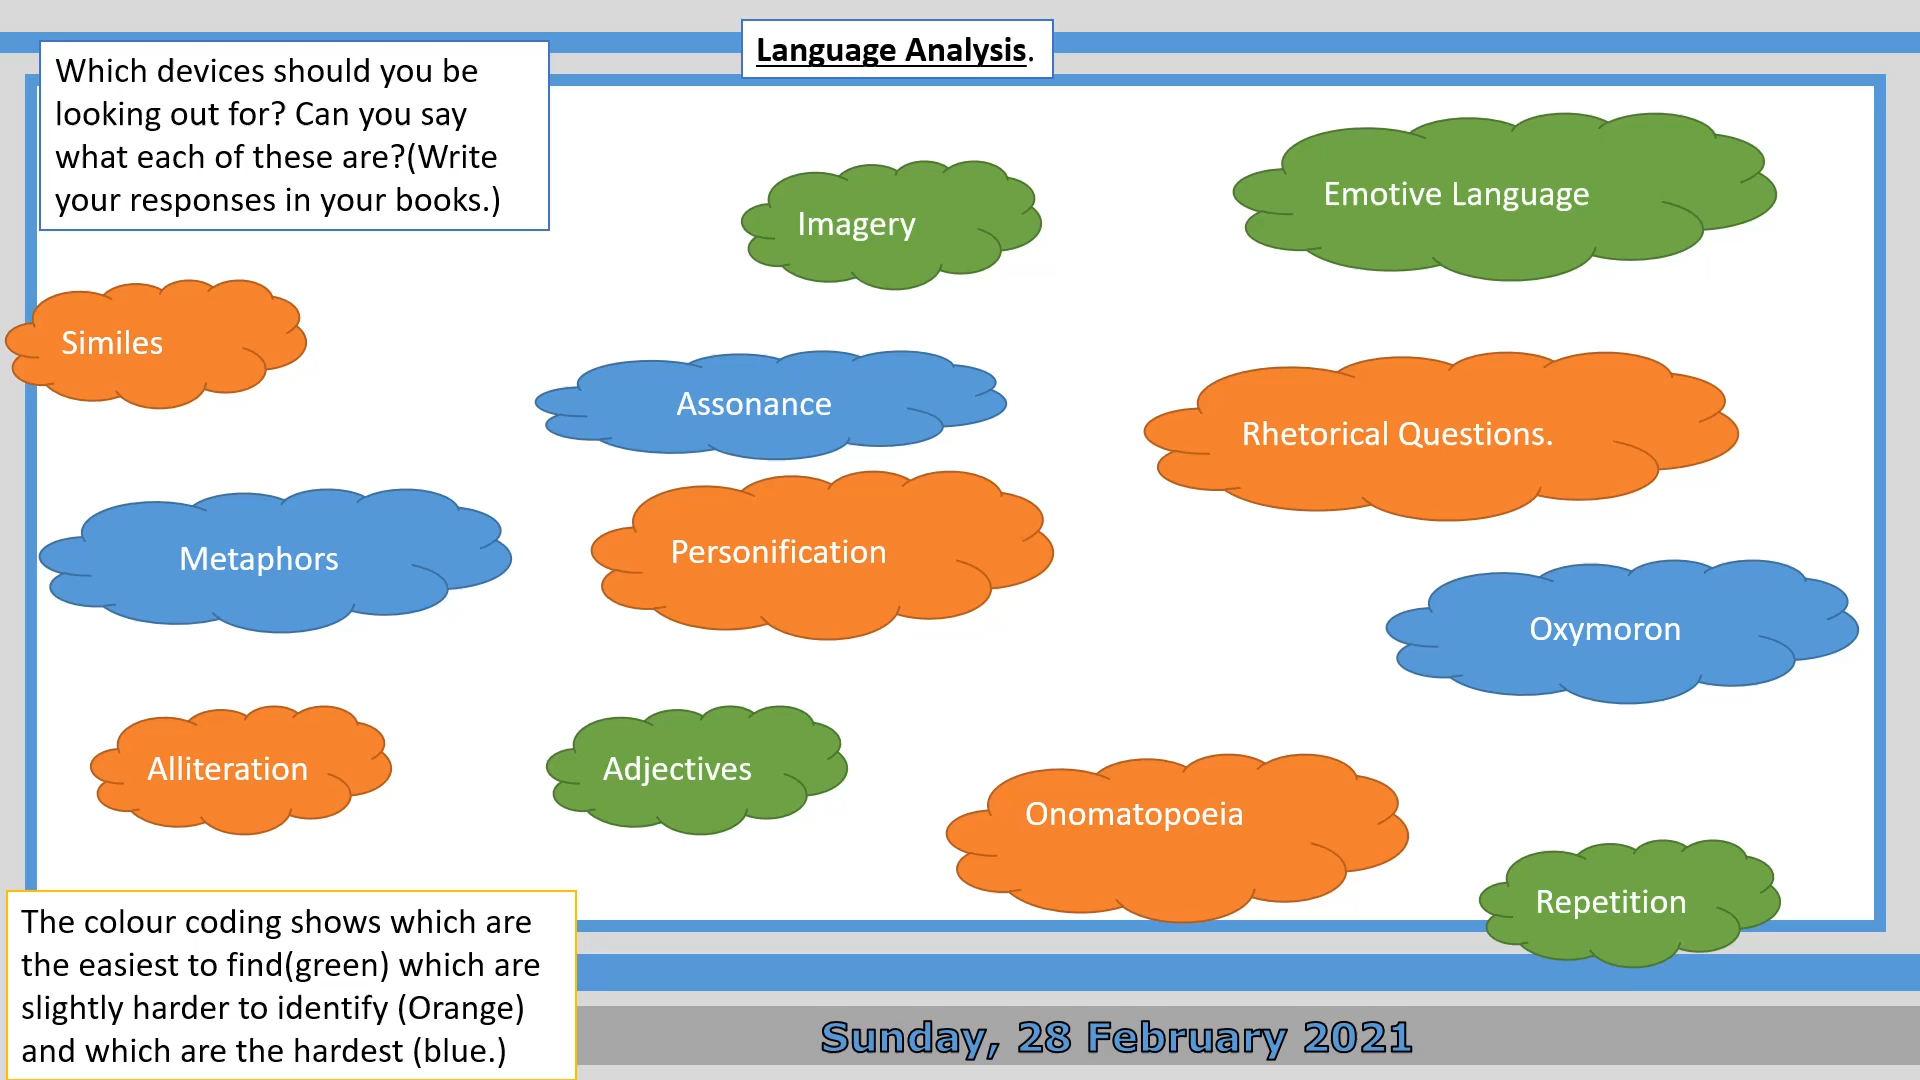 Language Analysis.
Which devices should you be
looking out for? Can you say
what each of these are?(Write
your responses in your books.)
Imagery
Emotive Language
Similes
Assonance
Rhetorical Questions.
Metaphors
Personification
Oxymoron
Alliteration
Adjectives
Onomatopoeia
Repetition
The colour coding shows which are
the easiest to find(green) which are
slightly harder to identify (Orange)
and which are the hardest (blue.)
Sunday, 28 February 2021